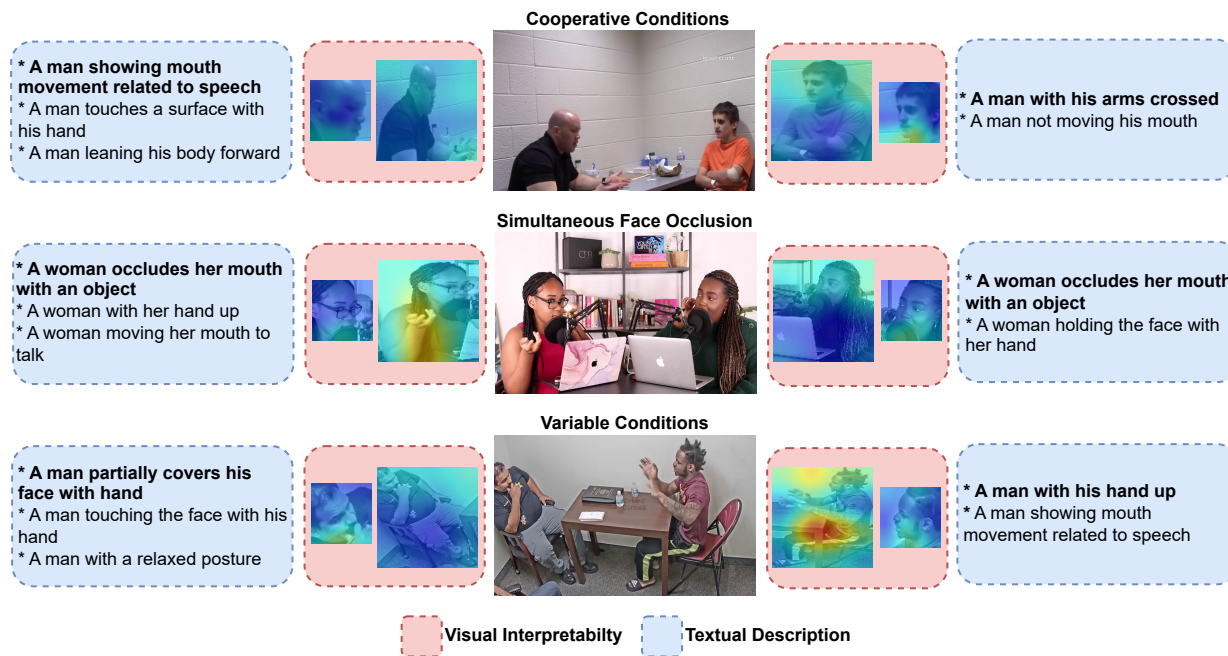 Cooperative Conditions
* A man showing mouth
movement related to speech
* A man touches a surface with
his hand
* A man leaning his body forward
* A man with his arms crossed
* A man not moving his mouth
Simultaneous Face Occlusion
* A woman occludes her mouth
with an object
* A woman with her hand up
* A woman moving her mouth to
talk
* A woman occludes her mouth
with an object
* A woman holding the face with
her hand
Variable Conditions
* A man partially covers his
face with hand
* A man touching the face with his
hand
* A man with a relaxed posture
* A man with his hand up
* A man showing mouth
movement related to speech
Visual Interpretabilty
Textual Description